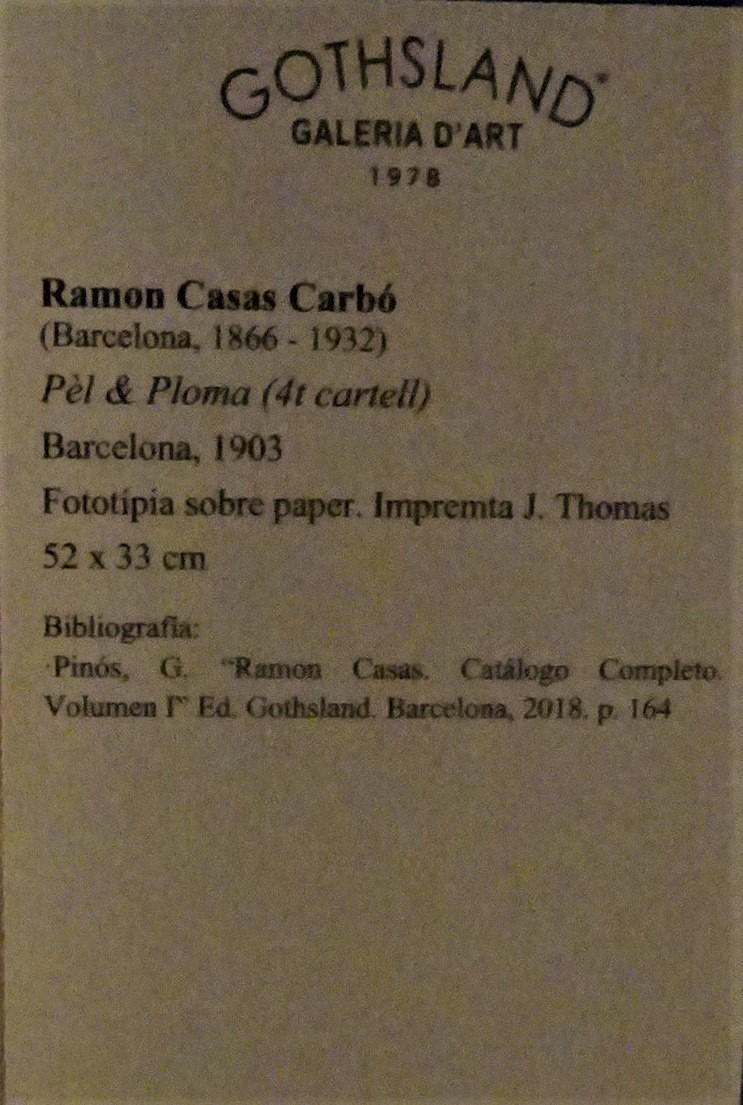 GOTHSLAND®
GALERIA D'ART
1978
Ramon Casas Carbó
(Barcelona, 1866 - 1932)
Pèl & Ploma (4t cartell)
Barcelona, 1903
Fototípia sobre paper. Impremta J. Thomas
52 x 33 cm
Bibliografia:
·Pinós, G. "Ramon Casas. Catálogo Completo.
Volumen I" Ed. Gothsland. Barcelona, 2018. p. 164